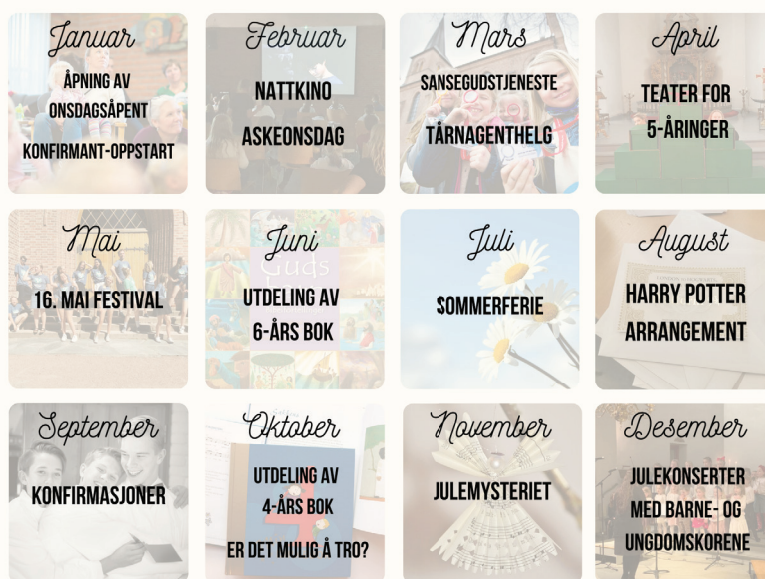 Januar
ÅPNING AV
ONSDAGSÅPENT
KONFIRMANT-OPPSTART
Februar
NATTKINO
ASKEONSDAG
Mars
SANSEGUDSTJENESTE
TÅRNAGENTHELG
April
TEATER FOR
5-ÅRINGER
Mai
16. MAI FESTIVAL
Juni
Guds
UTDELING AV
6-ÅRS BOK
Juli
SOMMERFERIE
August
HARRY POTTER
ARRANGEMENT
September
KONFIRMASJONER
Oktober
UTDELING AV
4-ÅRS BOK
ER DET MULIG Å TRO?
November
JULEMYSTERIET
Desember
JULEKONSERTER
MED BARNE- OG
UNGDOMSKORENE